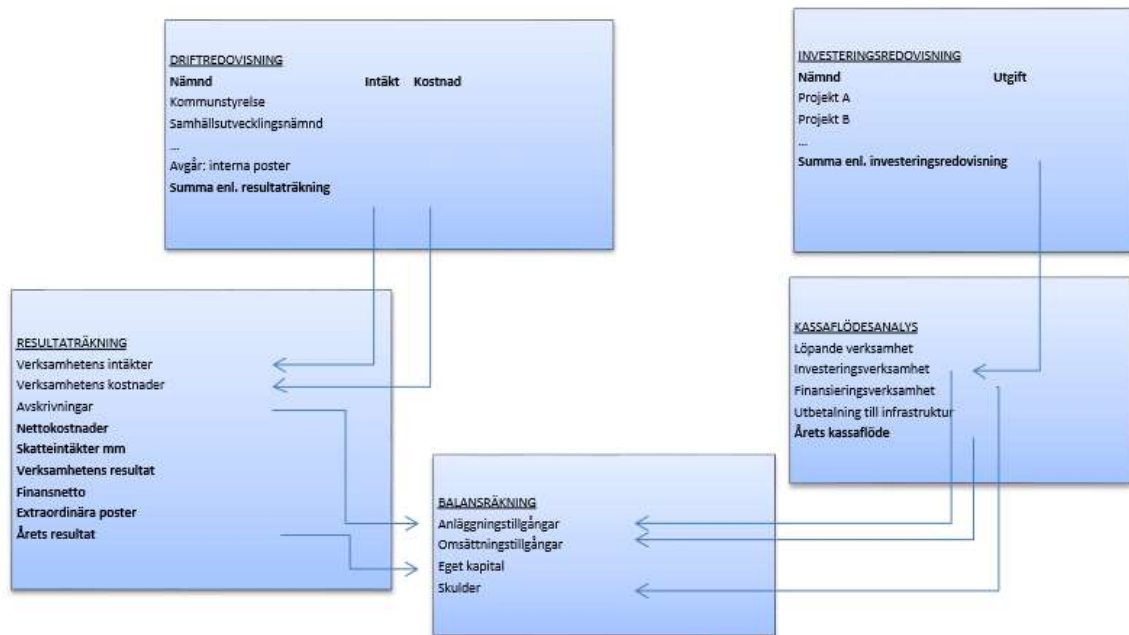 DRIFTREDOVISNING
Nämnd Intäkt Kostnad
Kommunstyrelse
Samhällsutvecklingsnämnd
...
Avgår: interna poster
Summa enl. resultaträkning
INVESTERINGSREDOVISNING
Nämnd Utgift
Projekt A
Projekt B
...
Summa enl. investeringsredovisning
RESULTATRÄKNING
Verksamhetens intäkter
Verksamhetens kostnader
Avskrivningar
Nettokostnader
Skatteintäkter mm
Verksamhetens resultat
Finansnetto
Extraordinära poster
Årets resultat
KASSAFLÖDESANALYS
Löpande verksamhet
Investeringsverksamhet
Finansieringsverksamhet
Utbetalning till infrastruktur
Årets kassaflöde
BALANSRÄKNING
Anläggningstillgångar
Omsättningstillgångar
Eget kapital
Skulder